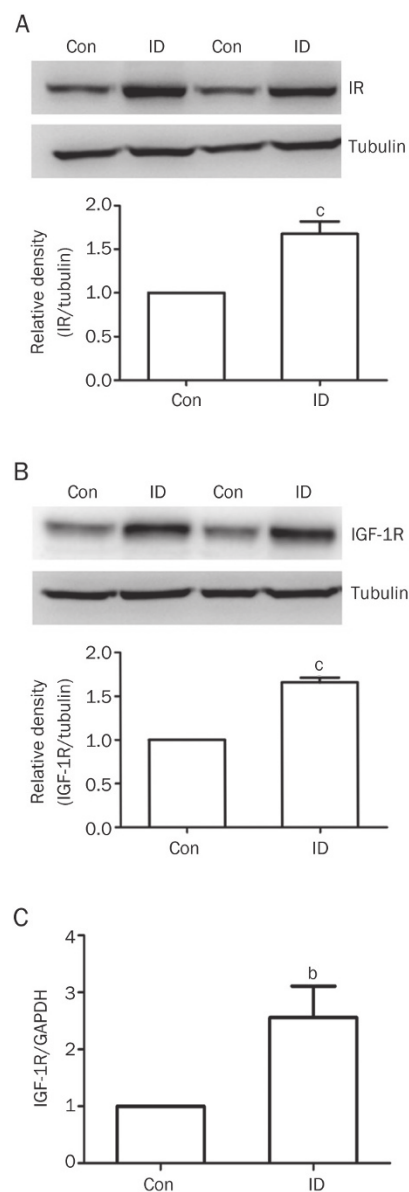 A
Con ID Con ID
IR
Tubulin
2.0
1.5
1.0
0.5
0.0
Relative density
(IR/tubulin)
c
Con ID
B
Con ID Con ID
IGF-1R
Tubulin
2.0
1.5
1.0
0.5
0.0
Relative density
(IGF-1R/tubulin)
c
Con ID
C
4
3
2
1
0
IGF-1R/GAPDH
b
Con ID